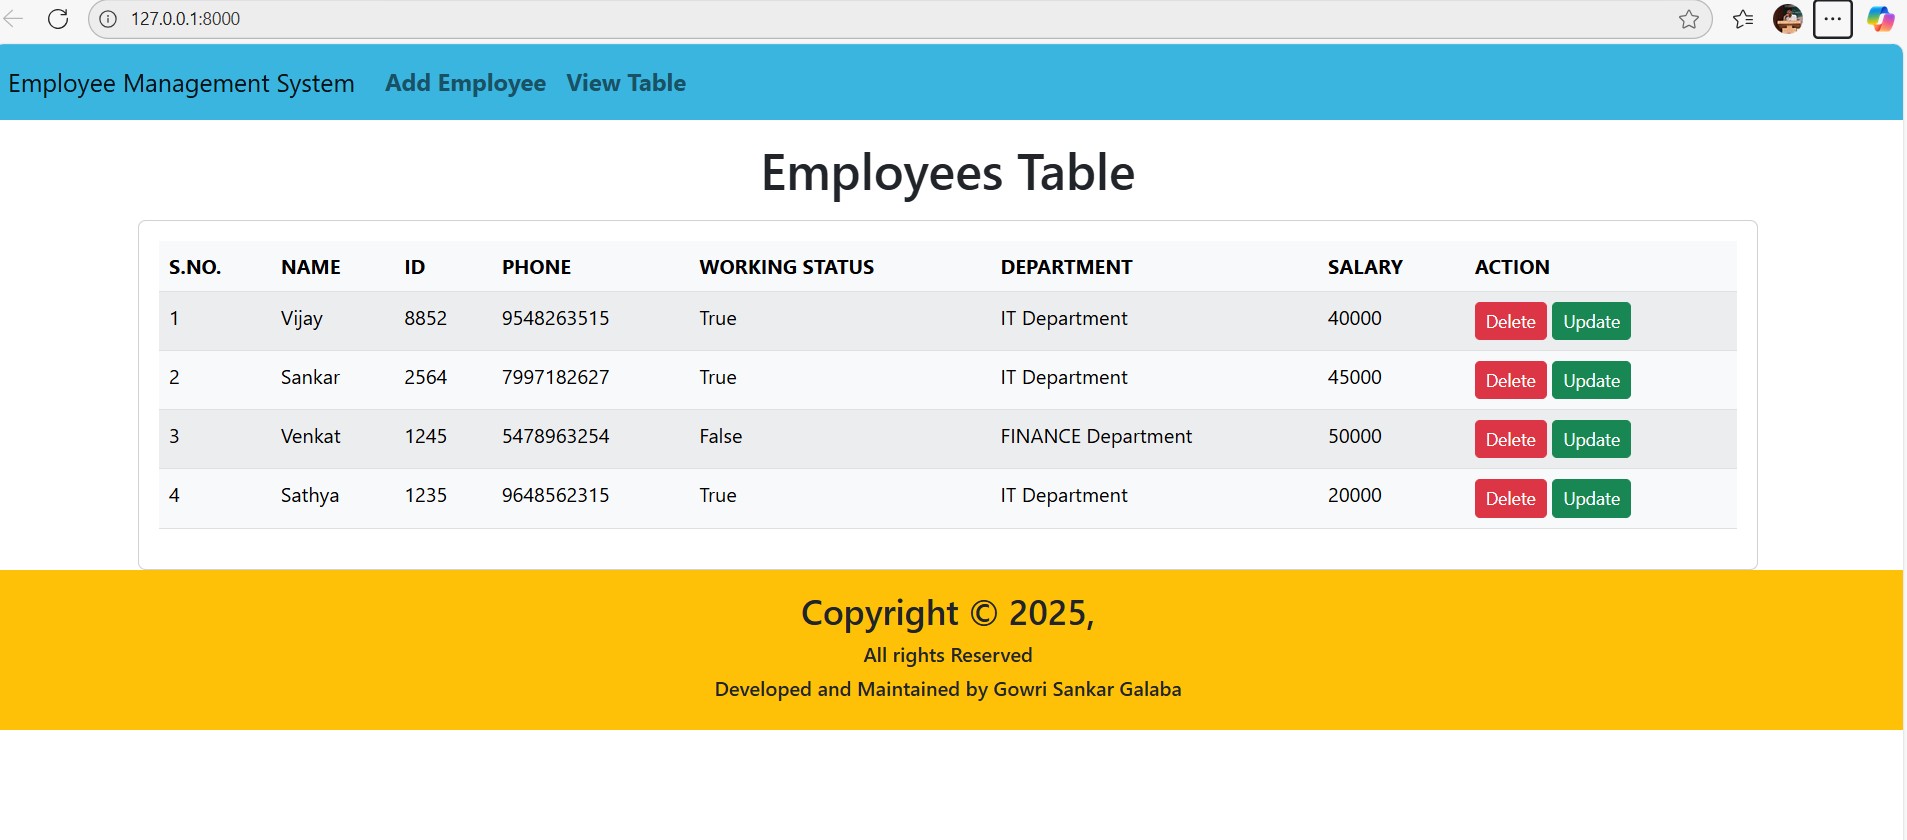 127.0.0.1:8000
Employee Management System Add Employee View Table
Employees Table
S.NO. NAME ID PHONE WORKING STATUS DEPARTMENT SALARY ACTION
1 Vijay 8852 9548263515 True IT Department 40000 Delete Update
2 Sankar 2564 7997182627 True IT Department 45000 Delete Update
3 Venkat 1245 5478963254 False FINANCE Department 50000 Delete Update
4 Sathya 1235 9648562315 True IT Department 20000 Delete Update
Copyright © 2025,
All rights Reserved
Developed and Maintained by Gowri Sankar Galaba